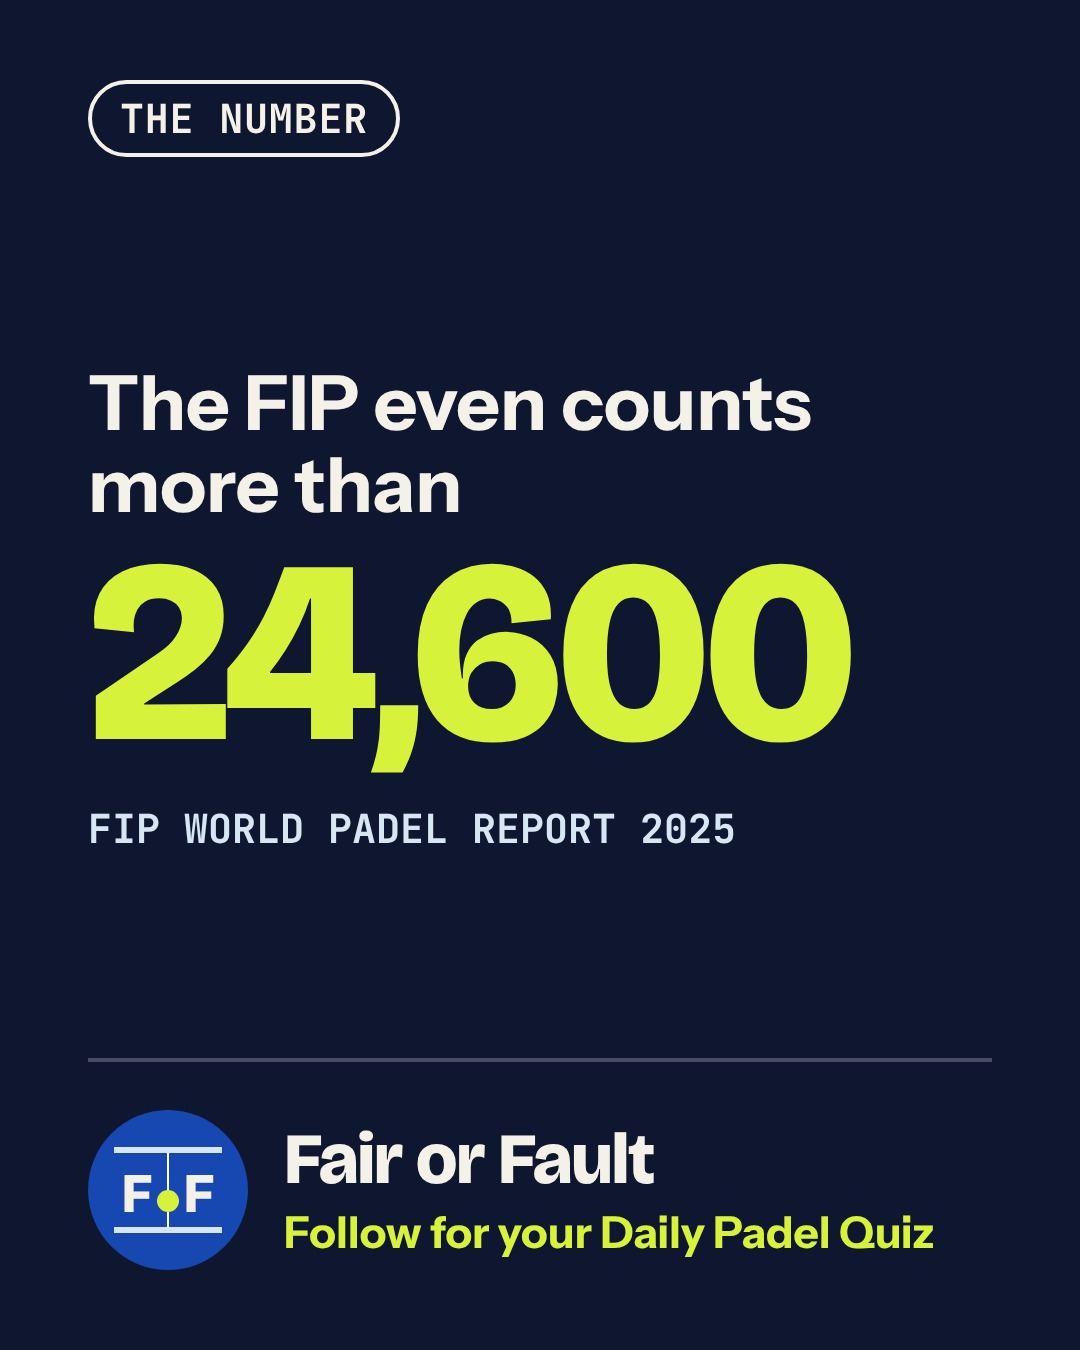 THE NUMBER
The FIP even counts
more than
24,600
FIP WORLD PADEL REPORT 2025
F F
Fair or Fault
Follow for your Daily Padel Quiz